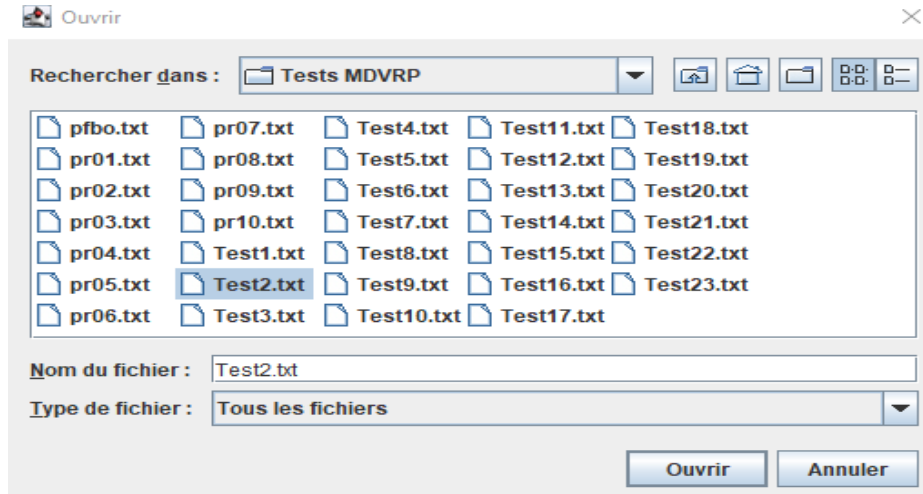 Ouvrir
Rechercher dans : Tests MDVRP
pfbo.txt pr07.txt Test4.txt Test11.txt Test18.txt
pr01.txt pr08.txt Test5.txt Test12.txt Test19.txt
pr02.txt pr09.txt Test6.txt Test13.txt Test20.txt
pr03.txt pr10.txt Test7.txt Test14.txt Test21.txt
pr04.txt Test1.txt Test8.txt Test15.txt Test22.txt
pr05.txt Test2.txt Test9.txt Test16.txt Test23.txt
pr06.txt Test3.txt Test10.txt Test17.txt
Nom du fichier : Test2.txt
Type de fichier : Tous les fichiers
Ouvrir Annuler